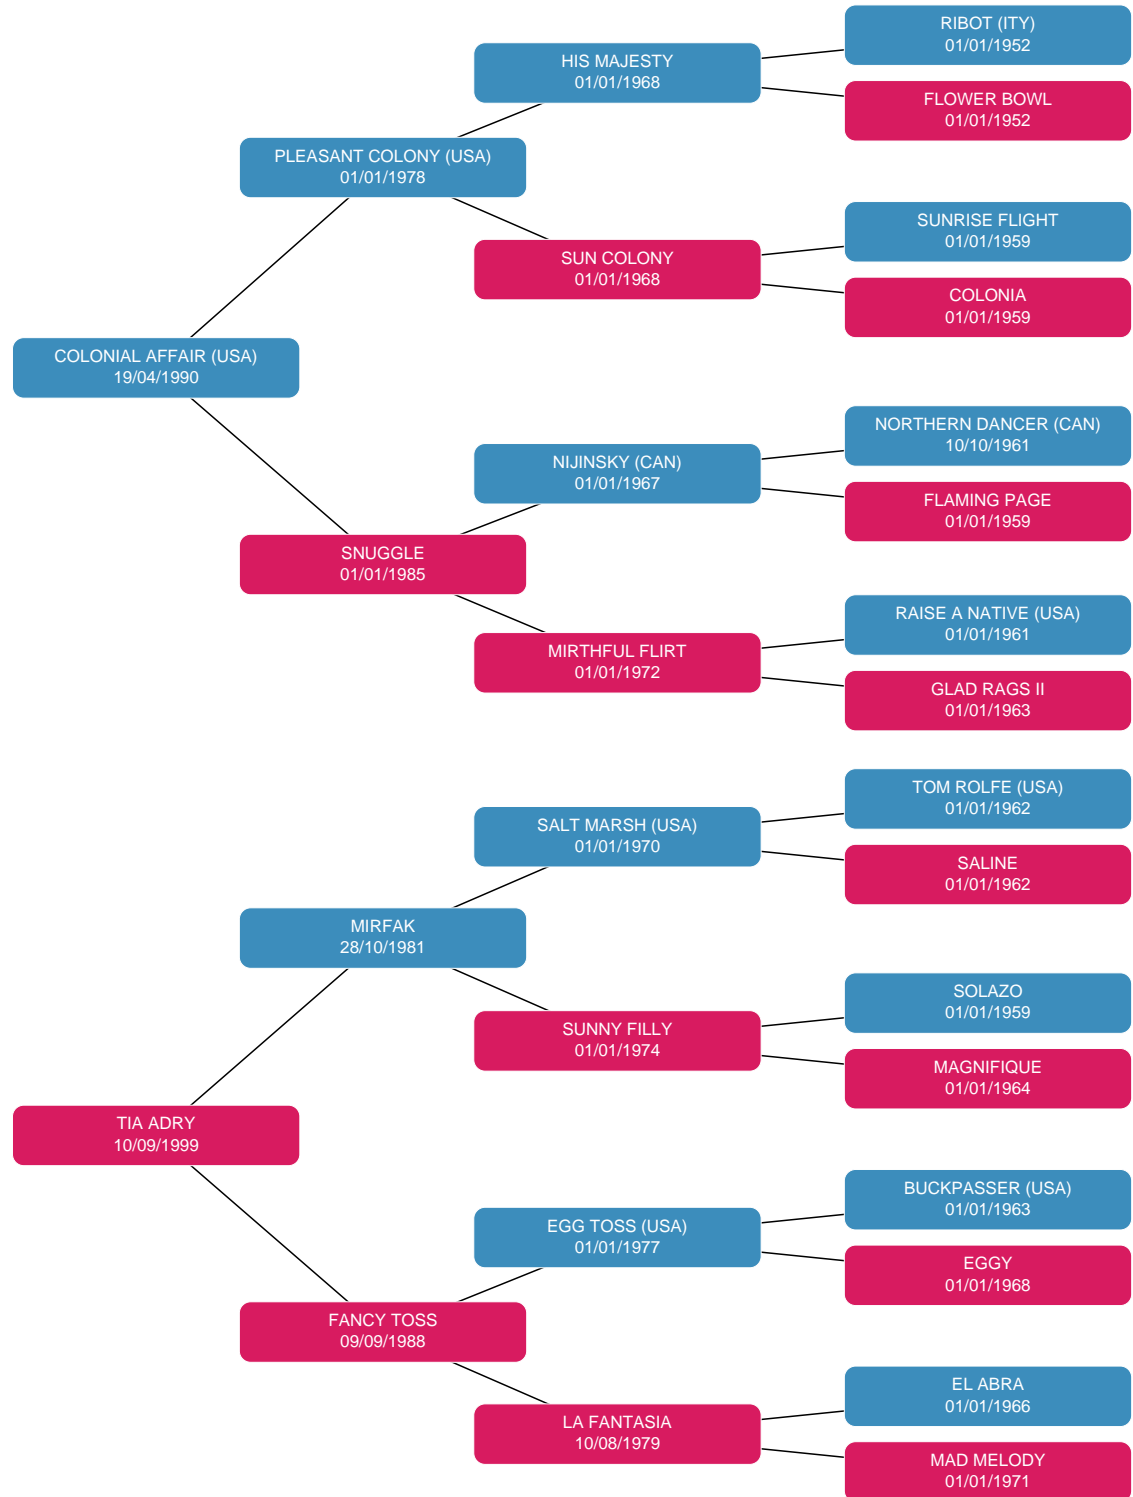 RIBOT (ITY)
01/01/1952
HIS MAJESTY
01/01/1968
FLOWER BOWL
01/01/1952
PLEASANT COLONY (USA)
01/01/1978
SUNRISE FLIGHT
01/01/1959
SUN COLONY
01/01/1968
COLONIA
01/01/1959
COLONIAL AFFAIR (USA)
19/04/1990
NORTHERN DANCER (CAN)
10/10/1961
NIJINSKY (CAN)
01/01/1967
FLAMING PAGE
01/01/1959
SNUGGLE
01/01/1985
RAISE A NATIVE (USA)
01/01/1961
MIRTHFUL FLIRT
01/01/1972
GLAD RAGS II
01/01/1963
TOM ROLFE (USA)
01/01/1962
SALT MARSH (USA)
01/01/1970
SALINE
01/01/1962
MIRFAK
28/10/1981
SOLAZO
01/01/1959
SUNNY FILLY
01/01/1974
MAGNIFIQUE
01/01/1964
TIA ADRY
10/09/1999
BUCKPASSER (USA)
01/01/1963
EGG TOSS (USA)
01/01/1977
EGGY
01/01/1968
FANCY TOSS
09/09/1988
EL ABRA
01/01/1966
LA FANTASIA
10/08/1979
MAD MELODY
01/01/1971